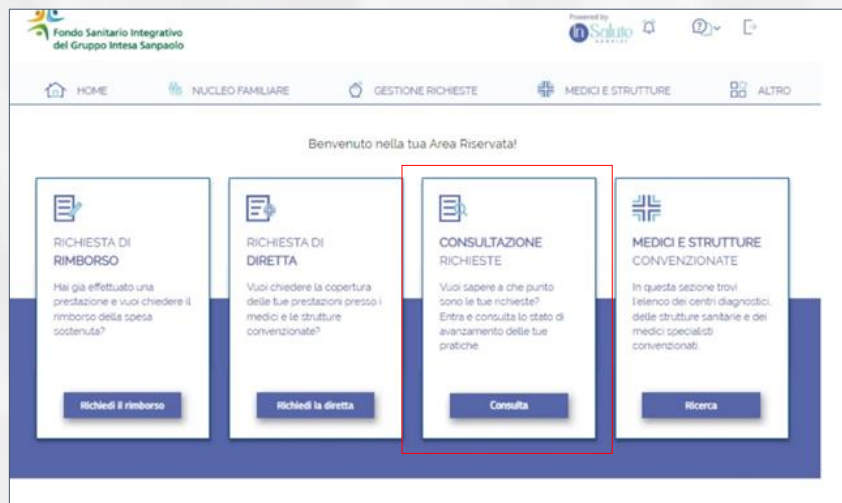 Fondo Sanitario Integrativo
del Gruppo Intesa Sanpaolo
Powered by
inSalute
SERVIZI
HOME
NUCLEO FAMILIARE
GESTIONE RICHIESTE
MEDICI E STRUTTURE
ALTRO
Benvenuto nella tua Area Riservata!
RICHIESTA DI
RIMBORSO
Hai già effettuato una
prestazione e vuoi chiedere il
rimborso della spesa
sostenuta?
Richiedi il rimborso
RICHIESTA DI
DIRETTA
Vuoi chiedere la copertura
delle tue prestazioni presso i
medici e le strutture
convenzionate?
Richiedi la diretta
CONSULTAZIONE
RICHIESTE
Vuoi sapere a che punto
sono le tue richieste?
Entra e consulta lo stato di
avanzamento delle tue
pratiche.
Consulta
MEDICI E STRUTTURE
CONVENZIONATE
In questa sezione trovi
l'elenco dei centri diagnostici,
delle strutture sanitarie e dei
medici specialisti
convenzionati.
Ricerca